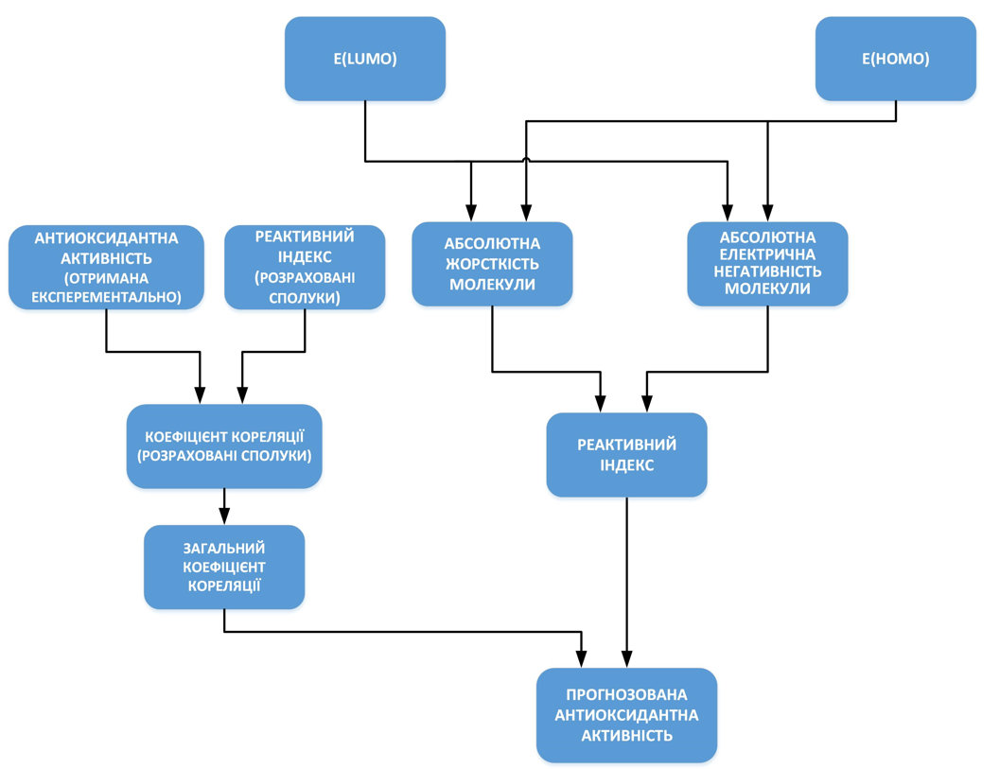 E(LUMO)
E(HOMO)
АНТИОКСИДАНТНА
АКТИВНІСТЬ
(ОТРИМАНА
ЕКСПЕРЕМЕНТАЛЬНО)
РЕАКТИВНИЙ
ІНДЕКС
(РОЗРАХОВАНІ
СПОЛУКИ)
АБСОЛЮТНА
ЖОРСТКІСТЬ
МОЛЕКУЛИ
АБСОЛЮТНА
ЕЛЕКТРИЧНА
НЕГАТИВНІСТЬ
МОЛЕКУЛИ
КОЕФІЦІЄНТ КОРЕЛЯЦІЇ
(РОЗРАХОВАНІ СПОЛУКИ)
РЕАКТИВНИЙ
ІНДЕКС
ЗАГАЛЬНИЙ
КОЕФІЦІЄНТ
КОРЕЛЯЦІЇ
ПРОГНОЗОВАНА
АНТИОКСИДАНТНА
АКТИВНІСТЬ